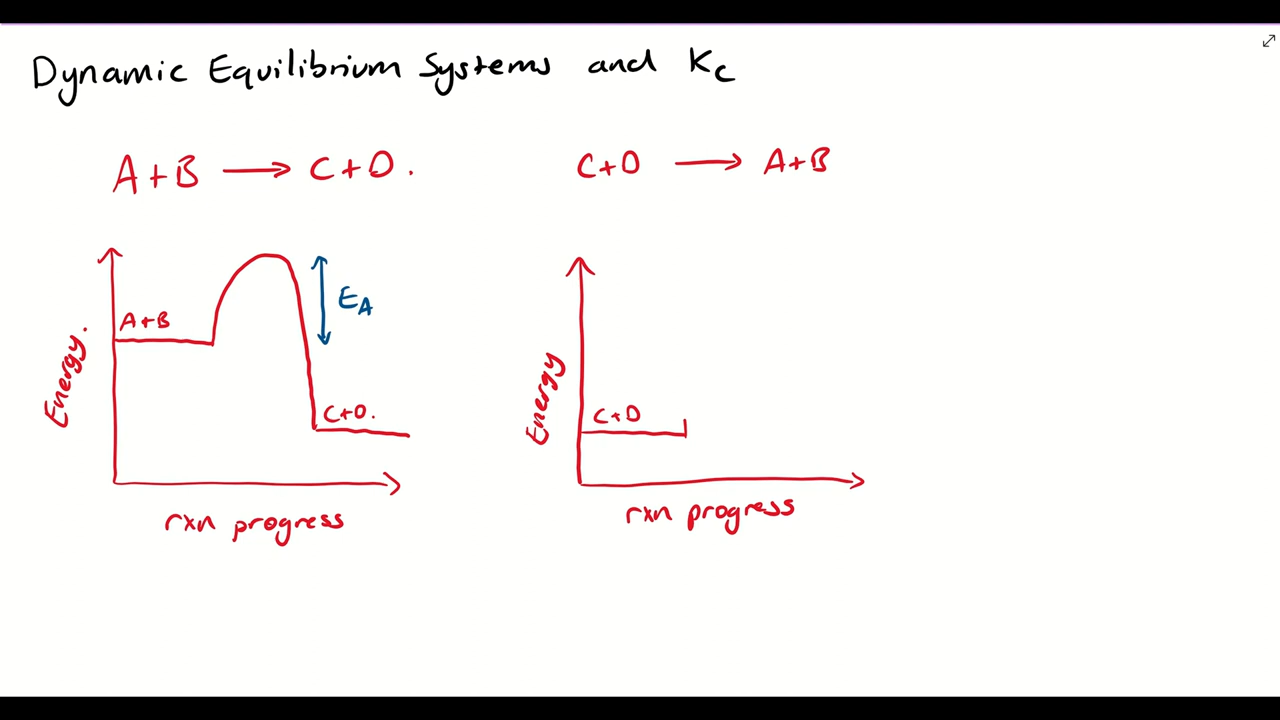 Dynamic Equilibrium Systems and Kc
A+B → C+D.
C+D → A+B
A+B
EA
C+D.
Energy.
rxn progress
C+D
Energy
rxn progress